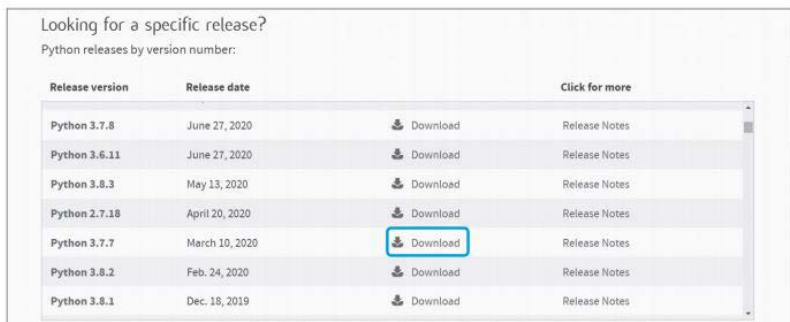 Looking for a specific release?
Python releases by version number:
Release version Release date Click for more
Python 3.7.8 June 27, 2020 Download Release Notes
Python 3.6.11 June 27, 2020 Download Release Notes
Python 3.8.3 May 13, 2020 Download Release Notes
Python 2.7.18 April 20, 2020 Download Release Notes
Python 3.7.7 March 10, 2020 Download Release Notes
Python 3.8.2 Feb. 24, 2020 Download Release Notes
Python 3.8.1 Dec. 18, 2019 Download Release Notes